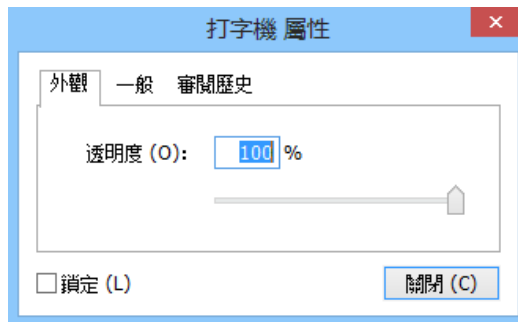 打字機 屬性
外觀 一般 審閱歷史
透明度 (O): 100 %
鎖定 (L) 關閉 (C)